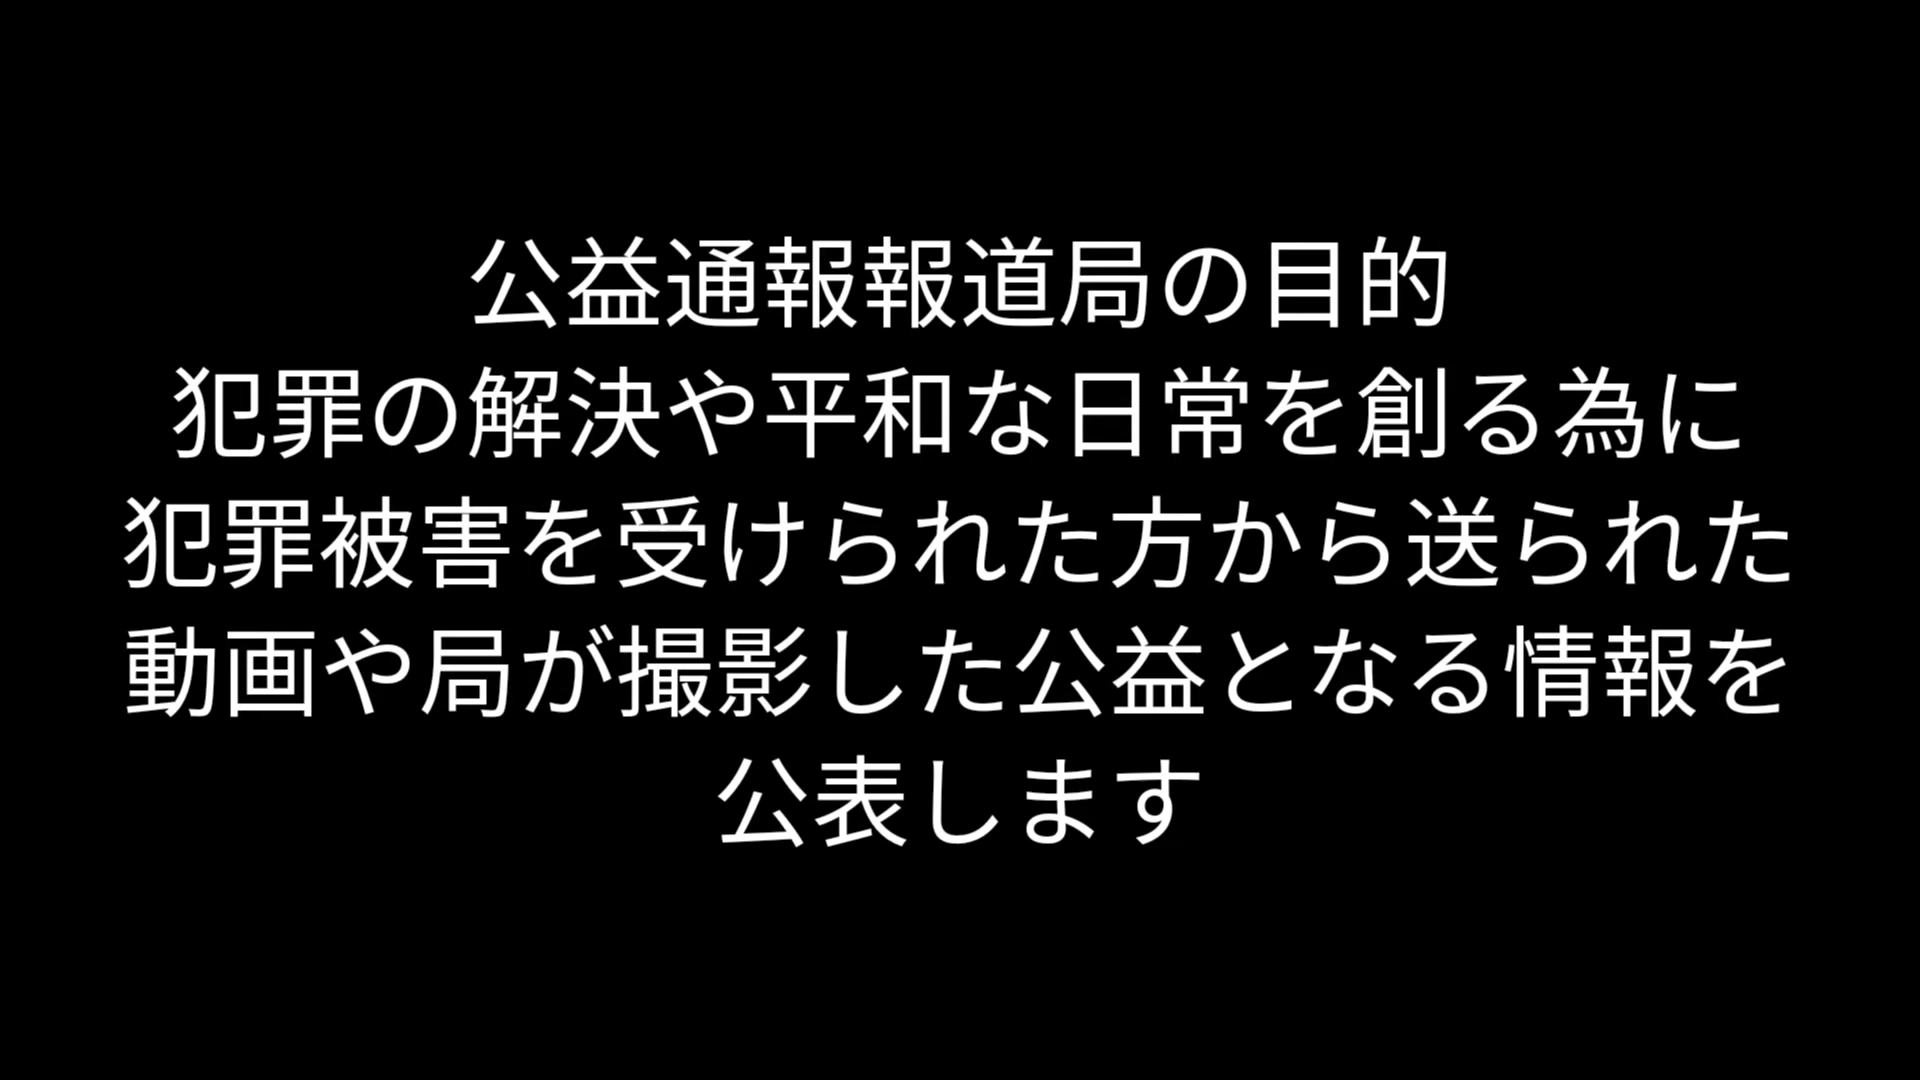 公益通報報道局の目的
犯罪の解決や平和な日常を創る為に
犯罪被害を受けられた方から送られた
動画や局が撮影した公益となる情報を
公表します